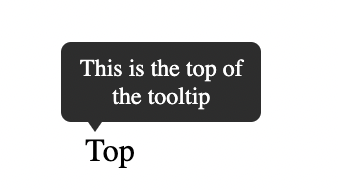 This is the top of
the tooltip
Top